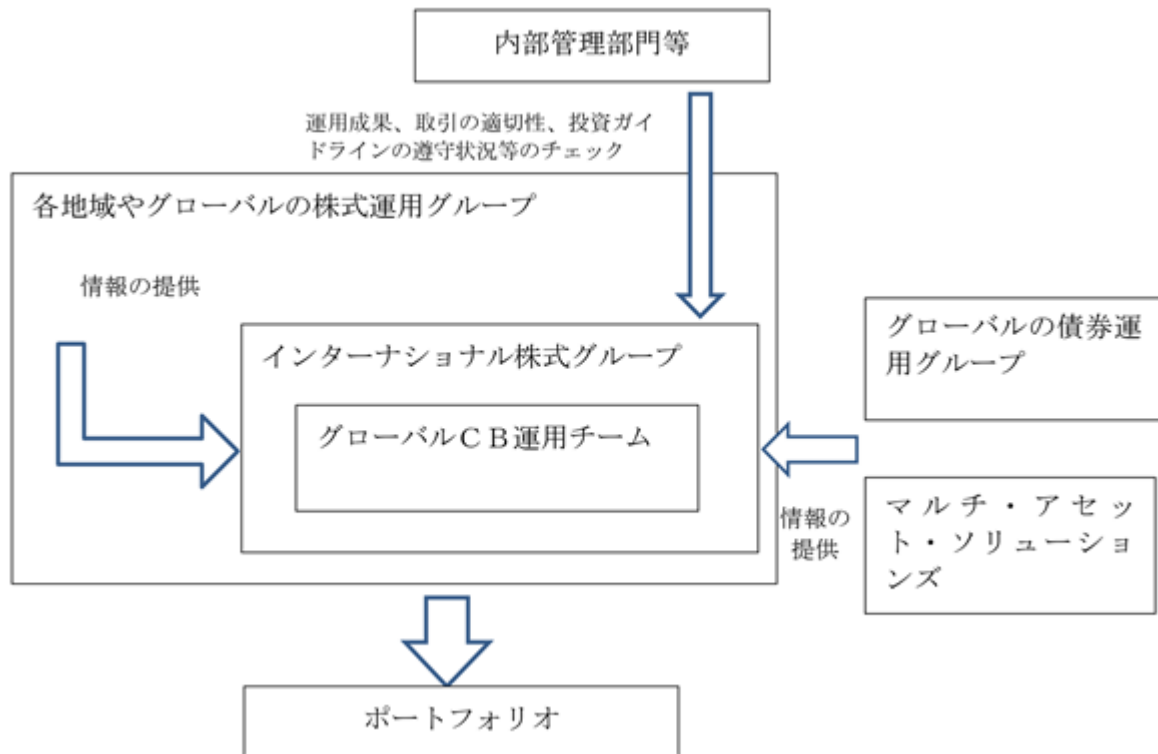 内部管理部門等
運用成果、取引の適切性、投資ガイ
ドラインの遵守状況等のチェック
各地域やグローバルの株式運用グループ
情報の提供
インターナショナル株式グループ
グローバルＣＢ運用チーム
グローバルの債券運
用グループ
情報の
提供
マルチ・アセッ
ト・ソリューショ
ンズ
ポートフォリオ